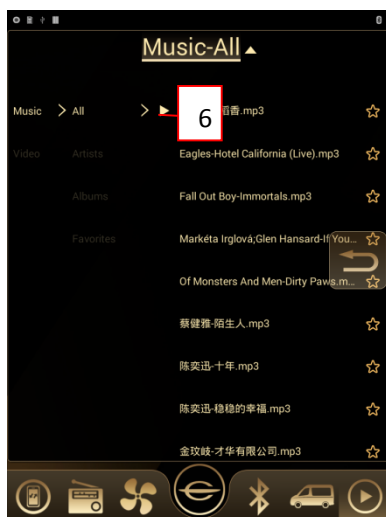 Music-All
Music
All
6
稻香.mp3
Video
Artists
Eagles-Hotel California (Live).mp3
Albums
Fall Out Boy-Immortals.mp3
Favorites
Markéta Irglová;Glen Hansard-If You...
Of Monsters And Men-Dirty Paws.m...
蔡健雅-陌生人.mp3
陈奕迅-十年.mp3
陈奕迅-稳稳的幸福.mp3
金玟岐-才华有限公司.mp3